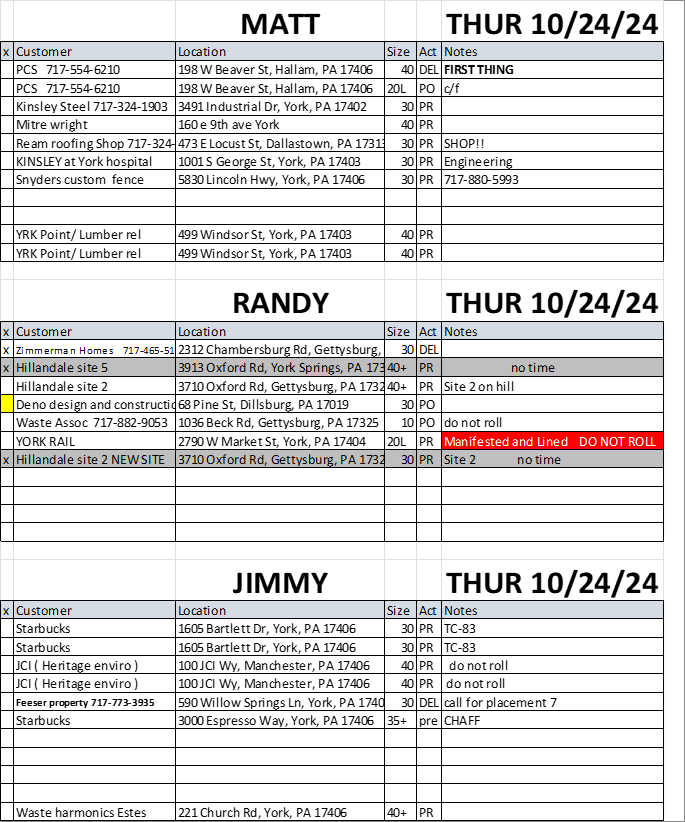 MATT THUR 10/24/24
x Customer Location Size Act Notes
PCS 717-554-6210 198 W Beaver St, Hallam, PA 17406 40 DEL FIRST THING
PCS 717-554-6210 198 W Beaver St, Hallam, PA 17406 20L PO c/f
Kinsley Steel 717-324-1903 3491 Industrial Dr, York, PA 17402 30 PR
Mitre wright 160 e 9th ave York 40 PR
Ream roofing Shop 717-324- 473 E Locust St, Dallastown, PA 17313 30 PR SHOP!!
KINSLEY at York hospital 1001 S George St, York, PA 17403 30 PR Engineering
Snyders custom fence 5830 Lincoln Hwy, York, PA 17406 30 PR 717-880-5993
YRK Point/ Lumber rel 499 Windsor St, York, PA 17403 40 PR
YRK Point/ Lumber rel 499 Windsor St, York, PA 17403 40 PR
RANDY THUR 10/24/24
x Customer Location Size Act Notes
x Zimmerman Homes 717-465-51 2312 Chambersburg Rd, Gettysburg, 30 DEL
x Hillandale site 5 3913 Oxford Rd, York Springs, PA 173 40+ PR no time
Hillandale site 2 3710 Oxford Rd, Gettysburg, PA 1732 40+ PR Site 2 on hill
Deno design and constructio 68 Pine St, Dillsburg, PA 17019 30 PO
Waste Assoc 717-882-9053 1036 Beck Rd, Gettysburg, PA 17325 10 PO do not roll
YORK RAIL 2790 W Market St, York, PA 17404 20L PR Manifested and Lined DO NOT ROLL
x Hillandale site 2 NEW SITE 3710 Oxford Rd, Gettysburg, PA 1732 30 PR Site 2 no time
JIMMY THUR 10/24/24
x Customer Location Size Act Notes
Starbucks 1605 Bartlett Dr, York, PA 17406 30 PR TC-83
Starbucks 1605 Bartlett Dr, York, PA 17406 30 PR TC-83
JCI ( Heritage enviro ) 100 JCI Wy, Manchester, PA 17406 40 PR do not roll
JCI ( Heritage enviro ) 100 JCI Wy, Manchester, PA 17406 40 PR do not roll
Feeser property 717-773-3935 590 Willow Springs Ln, York, PA 1740 30 DEL call for placement 7
Starbucks 3000 Espresso Way, York, PA 17406 35+ pre CHAFF
Waste harmonics Estes 221 Church Rd, York, PA 17406 40+ PR